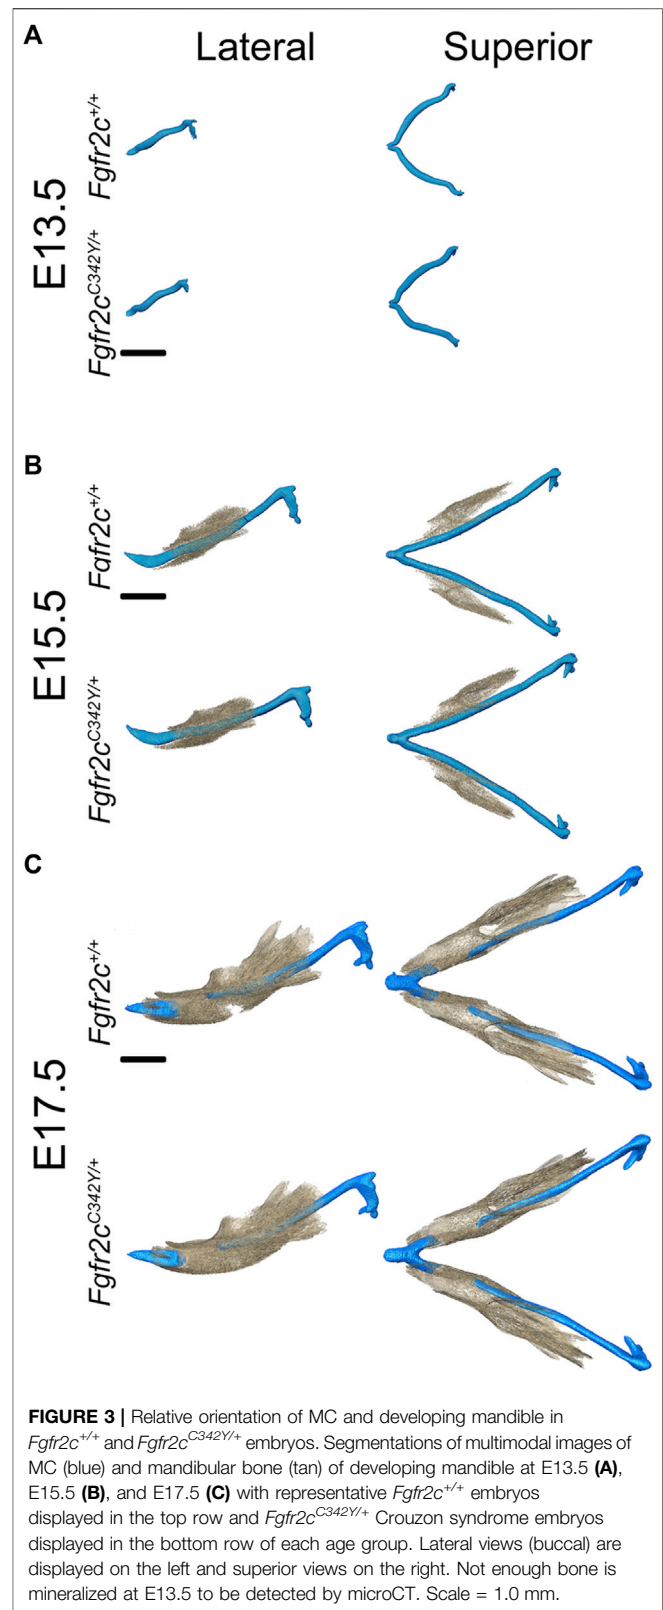 A
Lateral Superior
E13.5
Fgfr2c+/+
Fgfr2cC342Y/+
B
E15.5
Fafr2c+/+
Fgfr2cC342Y/+
C
E17.5
Fgfr2c+/+
Fgfr2cC342Y/+
FIGURE 3 | Relative orientation of MC and developing mandible in
Fgfr2c+/+ and Fgfr2cC342Y/+ embryos. Segmentations of multimodal images of
MC (blue) and mandibular bone (tan) of developing mandible at E13.5 (A),
E15.5 (B), and E17.5 (C) with representative Fgfr2c+/+ embryos
displayed in the top row and Fgfr2cC342Y/+ Crouzon syndrome embryos
displayed in the bottom row of each age group. Lateral views (buccal) are
displayed on the left and superior views on the right. Not enough bone is
mineralized at E13.5 to be detected by microCT. Scale = 1.0 mm.